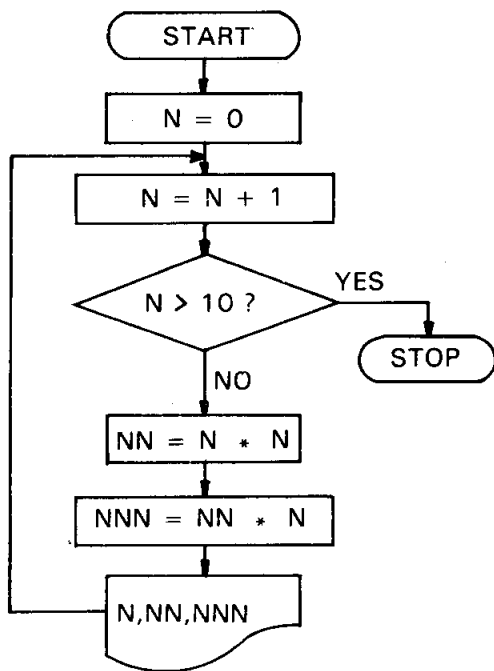 START
N = 0
N = N + 1
N > 10 ?
YES
STOP
NO
NN = N * N
NNN = NN * N
N,NN,NNN